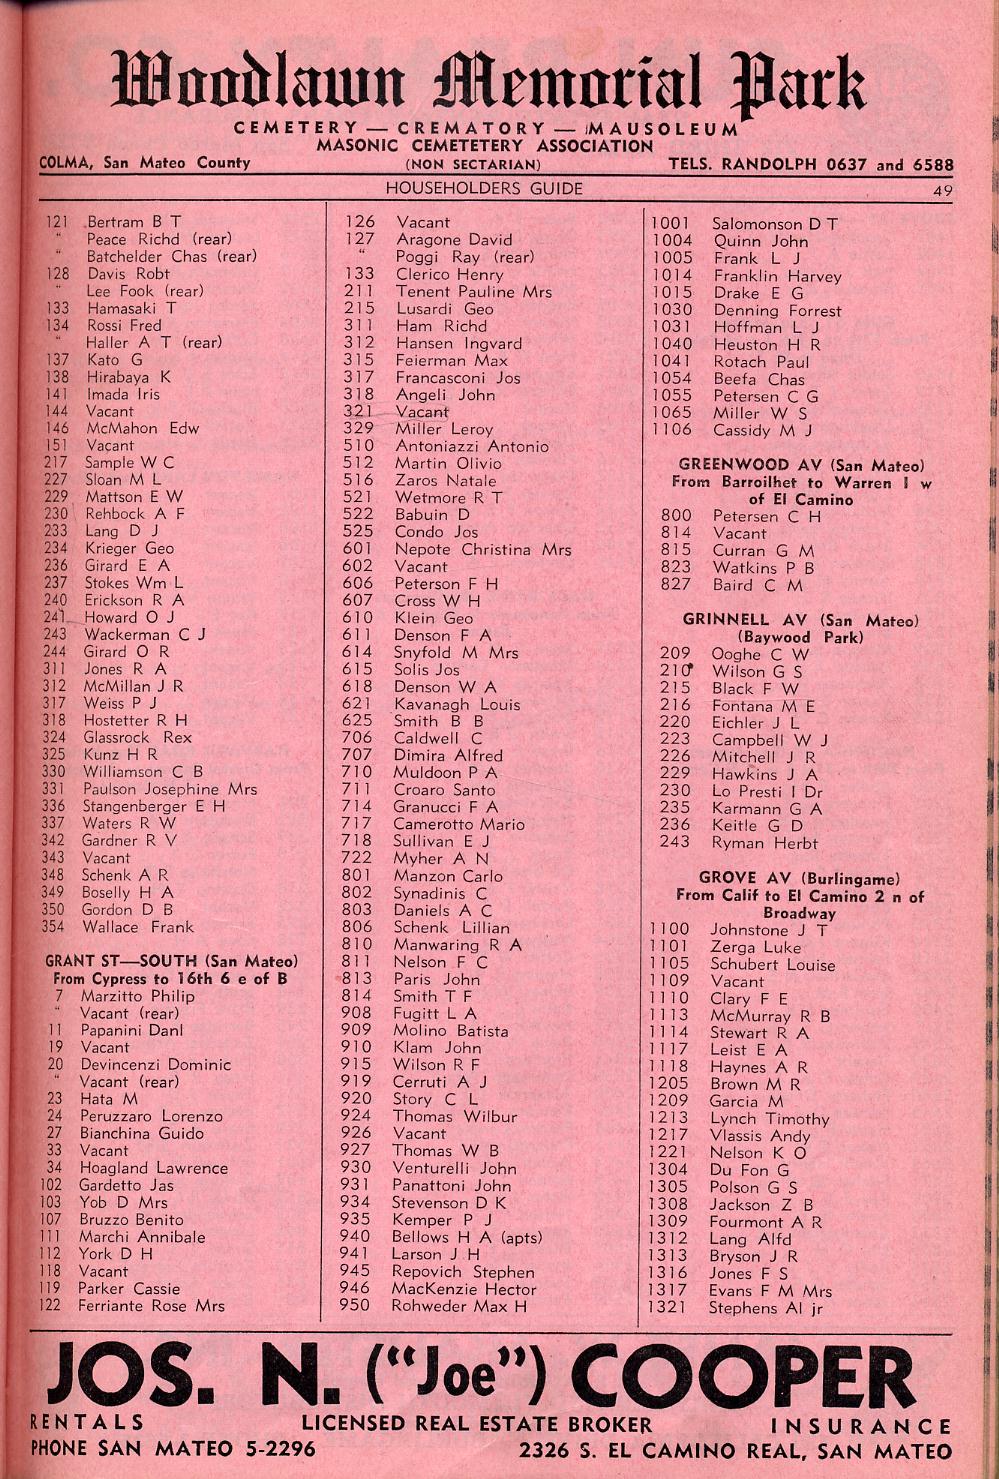 Woodlawn Memorial Park
CEMETERY — CREMATORY — MAUSOLEUM
MASONIC CEMETETERY ASSOCIATION
COLMA, San Mateo County (NON SECTARIAN) TELS. RANDOLPH 0637 and 6588
HOUSEHOLDERS GUIDE 49
121 Bertram B T
" Peace Richd (rear)
" Batchelder Chas (rear)
128 Davis Robt
" Lee Fook (rear)
133 Hamasaki T
134 Rossi Fred
" Haller A T (rear)
137 Kato G
138 Hirabaya K
141 Imada Iris
144 Vacant
146 McMahon Edw
151 Vacant
217 Sample W C
227 Sloan M L
229 Mattson E W
230 Rehbock A F
233 Lang D J
234 Krieger Geo
236 Girard E A
237 Stokes Wm L
240 Erickson R A
241 Howard O J
243 Wackerman C J
244 Girard O R
311 Jones R A
312 McMillan J R
317 Weiss P J
318 Hostetter R H
324 Glassrock Rex
325 Kunz H R
330 Williamson C B
331 Paulson Josephine Mrs
336 Stangenberger E H
337 Waters R W
342 Gardner R V
343 Vacant
348 Schenk A R
349 Boselly H A
350 Gordon D B
354 Wallace Frank
GRANT ST—SOUTH (San Mateo)
From Cypress to 16th 6 e of B
7 Marzitto Philip
" Vacant (rear)
11 Papanini Danl
19 Vacant
20 Devincenzi Dominic
" Vacant (rear)
23 Hata M
24 Peruzzaro Lorenzo
27 Bianchina Guido
33 Vacant
34 Hoagland Lawrence
102 Gardetto Jas
103 Yob D Mrs
107 Bruzzo Benito
111 Marchi Annibale
112 York D H
118 Vacant
119 Parker Cassie
122 Ferriante Rose Mrs
126 Vacant
127 Aragone David
" Poggi Ray (rear)
133 Clerico Henry
211 Tenent Pauline Mrs
215 Lusardi Geo
311 Ham Richd
312 Hansen Ingvard
315 Feierman Max
317 Francasconi Jos
318 Angeli John
321 Vacant
329 Miller Leroy
510 Antoniazzi Antonio
512 Martin Olivio
516 Zaros Natale
521 Wetmore R T
522 Babuin D
525 Condo Jos
601 Nepote Christina Mrs
602 Vacant
606 Peterson F H
607 Cross W H
610 Klein Geo
611 Denson F A
614 Snyfold M Mrs
615 Solis Jos
618 Denson W A
621 Kavanagh Louis
625 Smith B B
706 Caldwell C
707 Dimira Alfred
710 Muldoon P A
711 Croaro Santo
714 Granucci F A
717 Camerotto Mario
718 Sullivan E J
722 Myher A N
801 Manzon Carlo
802 Synadinis C
803 Daniels A C
806 Schenk Lillian
810 Manwaring R A
811 Nelson F C
813 Paris John
814 Smith T F
908 Fugitt L A
909 Molino Batista
910 Klam John
915 Wilson R F
919 Cerruti A J
920 Story C L
924 Thomas Wilbur
926 Vacant
927 Thomas W B
930 Venturelli John
931 Panattoni John
934 Stevenson D K
935 Kemper P J
940 Bellows H A (apts)
941 Larson J H
945 Repovich Stephen
946 MacKenzie Hector
950 Rohweder Max H
1001 Salomonson D T
1004 Quinn John
1005 Frank L J
1014 Franklin Harvey
1015 Drake E G
1030 Denning Forrest
1031 Hoffman L J
1040 Heuston H R
1041 Rotach Paul
1054 Beefa Chas
1055 Petersen C G
1065 Miller W S
1106 Cassidy M J
GREENWOOD AV (San Mateo)
From Barroilhet to Warren 1 w
of El Camino
800 Petersen C H
814 Vacant
815 Curran G M
823 Watkins P B
827 Baird C M
GRINNELL AV (San Mateo)
(Baywood Park)
209 Ooghe C W
210 Wilson G S
215 Black F W
216 Fontana M E
220 Eichler J L
223 Campbell W J
226 Mitchell J R
229 Hawkins J A
230 Lo Presti I Dr
235 Karmann G A
236 Keitle G D
243 Ryman Herbt
GROVE AV (Burlingame)
From Calif to El Camino 2 n of
Broadway
1100 Johnstone J T
1101 Zerga Luke
1105 Schubert Louise
1109 Vacant
1110 Clary F E
1113 McMurray R B
1114 Stewart R A
1117 Leist E A
1118 Haynes A R
1205 Brown M R
1209 Garcia M
1213 Lynch Timothy
1217 Vlassis Andy
1221 Nelson K O
1304 Du Fon G
1305 Polson G S
1308 Jackson Z B
1309 Fourmont A R
1312 Lang Alfd
1313 Bryson J R
1316 Jones F S
1317 Evans F M Mrs
1321 Stephens Al jr
JOS. N. ("Joe") COOPER
RENTALS LICENSED REAL ESTATE BROKER INSURANCE
PHONE SAN MATEO 5-2296 2326 S. EL CAMINO REAL, SAN MATEO